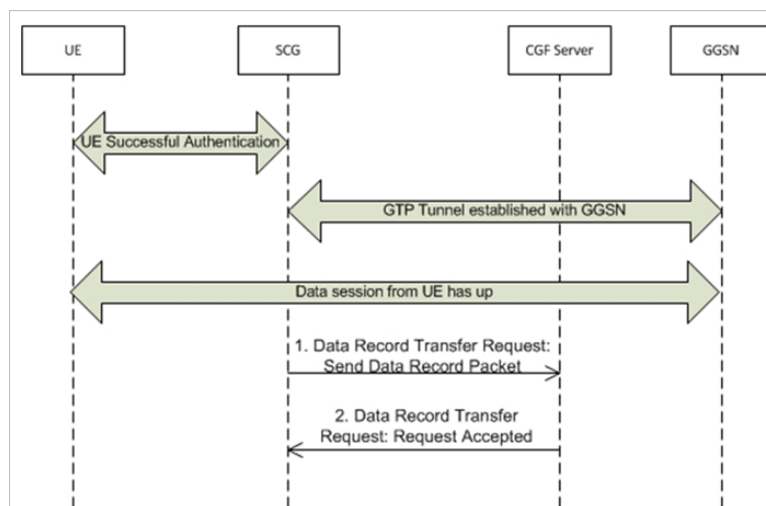 UE
SCG
CGF Server
GGSN
UE Successful Authentication
GTP Tunnel established with GGSN
Data session from UE has up
1. Data Record Transfer Request:
Send Data Record Packet
2. Data Record Transfer
Request: Request Accepted